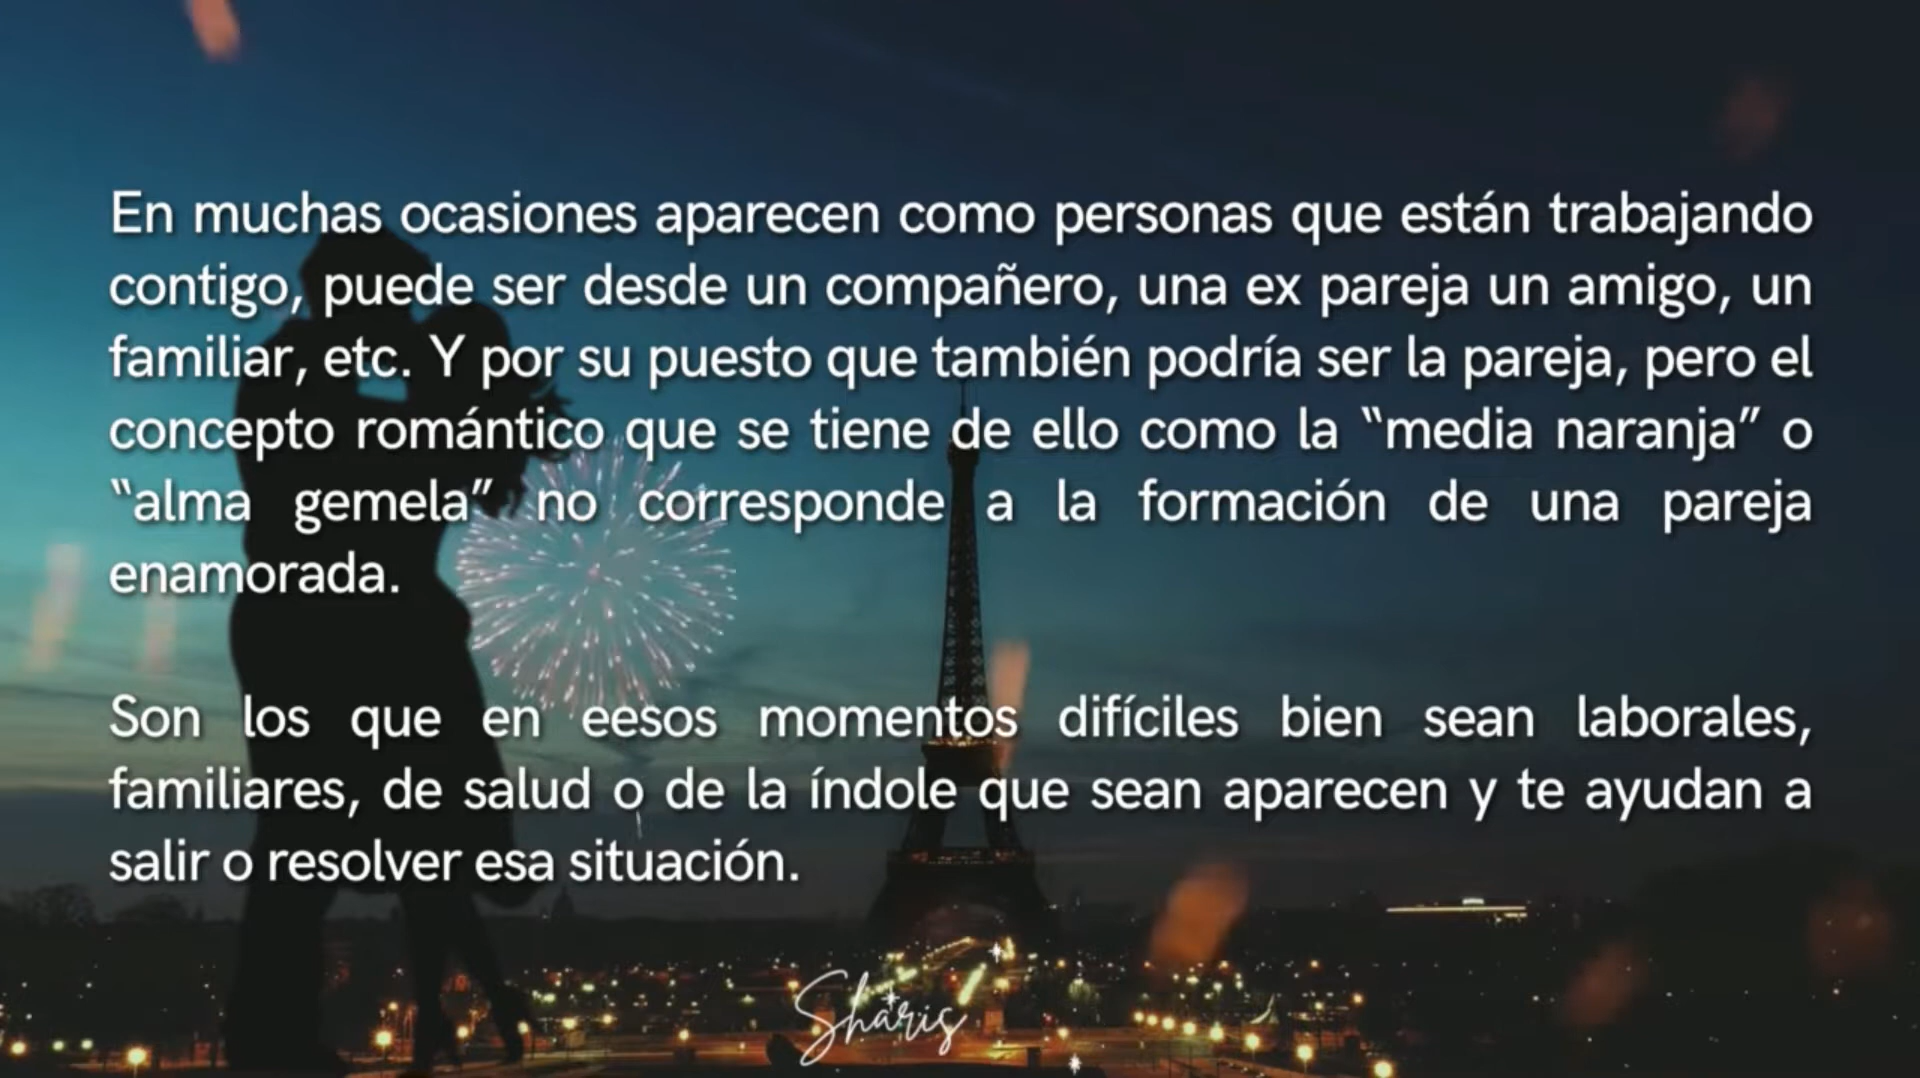 En muchas ocasiones aparecen como personas que están trabajando
contigo, puede ser desde un compañero, una ex pareja un amigo, un
familiar, etc. Y por su puesto que también podría ser la pareja, pero el
concepto romántico que se tiene de ello como la “media naranja” o
“alma gemela” no corresponde a la formación de una pareja
enamorada.
Son los que en eesos momentos difíciles bien sean laborales,
familiares, de salud o de la índole que sean aparecen y te ayudan a
salir o resolver esa situación.
Sharis